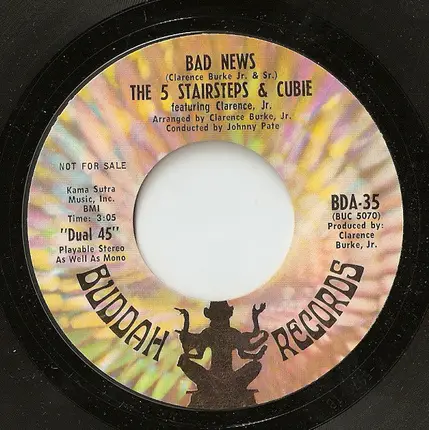 BAD NEWS
(Clarence Burke Jr. & Sr.)
THE 5 STAIRSTEPS & CUBIE
featuring Clarence, Jr.
Arranged by Clarence Burke, Jr.
Conducted by Johnny Pate
NOT FOR SALE
Kama Sutra
Music, Inc.
BMI
Time: 3:05
"Dual 45"
Playable Stereo
As Well As Mono
BDA-35
(BUC 5070)
Produced by:
Clarence
Burke, Jr.
BUDDAH RECORDS